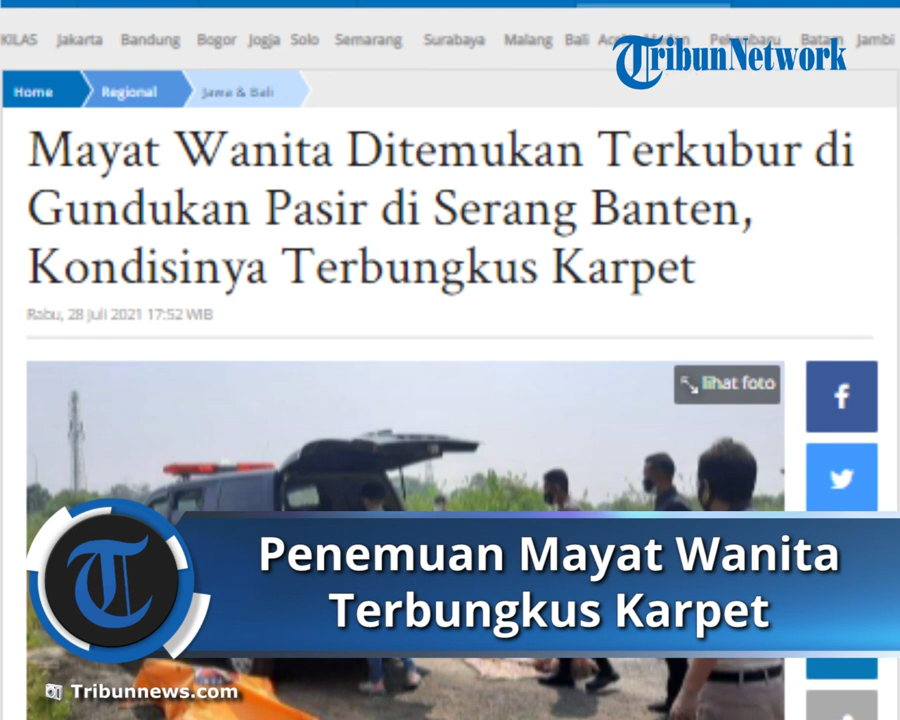 KILAS Jakarta Bandung Bogor Jogja Solo Semarang Surabaya Malang Bali Medan Pekanbaru Batam Jambi
TribunNetwork
Home Regional Jawa & Bali
Mayat Wanita Ditemukan Terkubur di
Gundukan Pasir di Serang Banten,
Kondisinya Terbungkus Karpet
Rabu, 28 Juli 2021 17:52 WIB
lihat foto
f
Penemuan Mayat Wanita
Terbungkus Karpet
T
Tribunnews.com